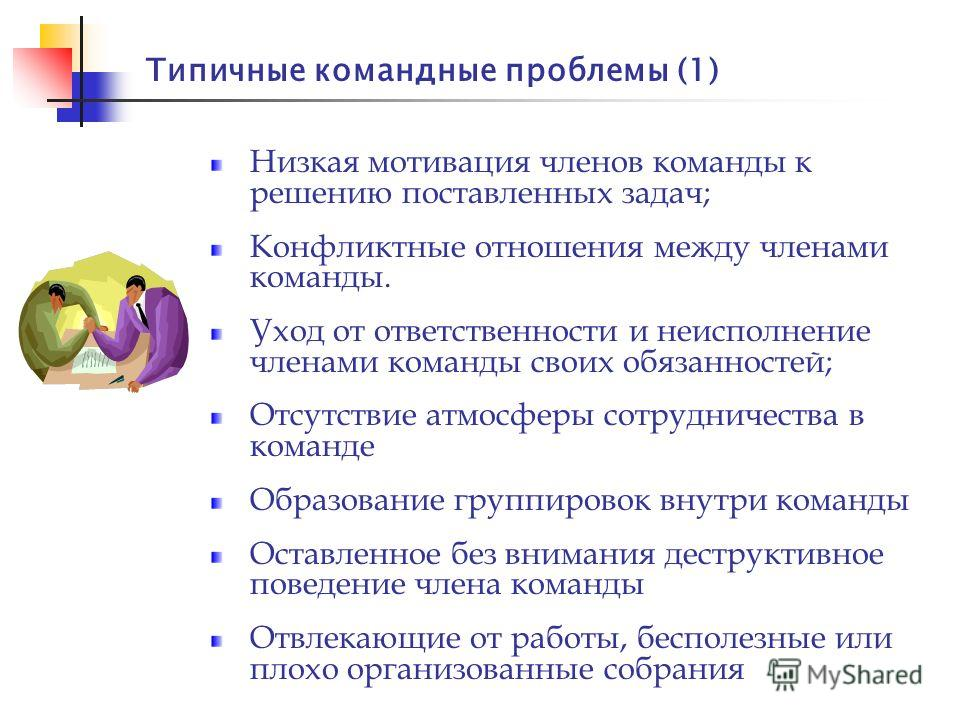 Типичные командные проблемы (1)
Низкая мотивация членов команды к
решению поставленных задач;
Конфликтные отношения между членами
команды.
Уход от ответственности и неисполнение
членами команды своих обязанностей;
Отсутствие атмосферы сотрудничества в
команде
Образование группировок внутри команды
Оставленное без внимания деструктивное
поведение члена команды
Отвлекающие от работы, бесполезные или
плохо организованные собрания
MyShared